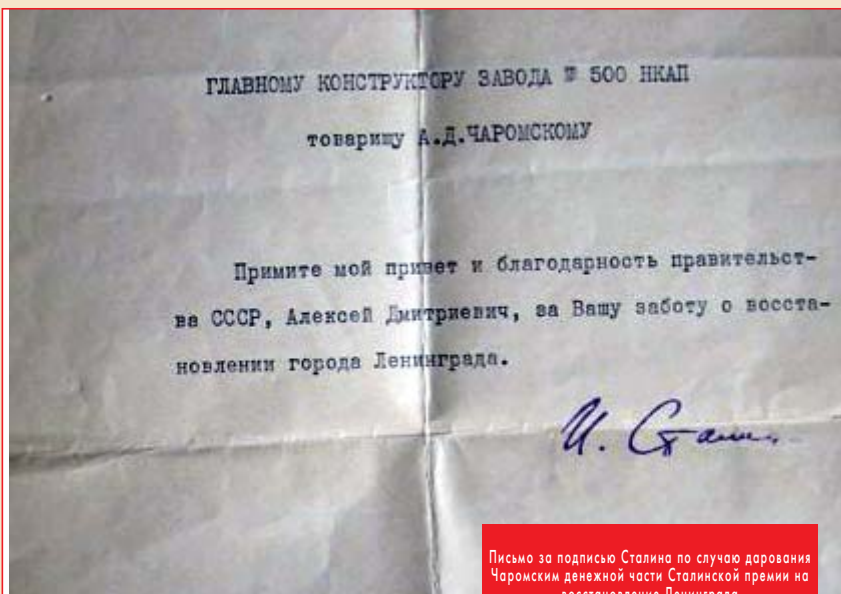 ГЛАВНОМУ КОНСТРУКТОРУ ЗАВОДА № 500 НКАП
товарищу А.Д.ЧАРОМСКОМУ
Примите мой привет и благодарность правительст-
ва СССР, Алексей Дмитриевич, за Вашу заботу о восста-
новлении города Ленинграда.
И. Сталин
Письмо за подписью Сталина по случаю дарования
Чаромским денежной части Сталинской премии на
восстановление Ленинграда